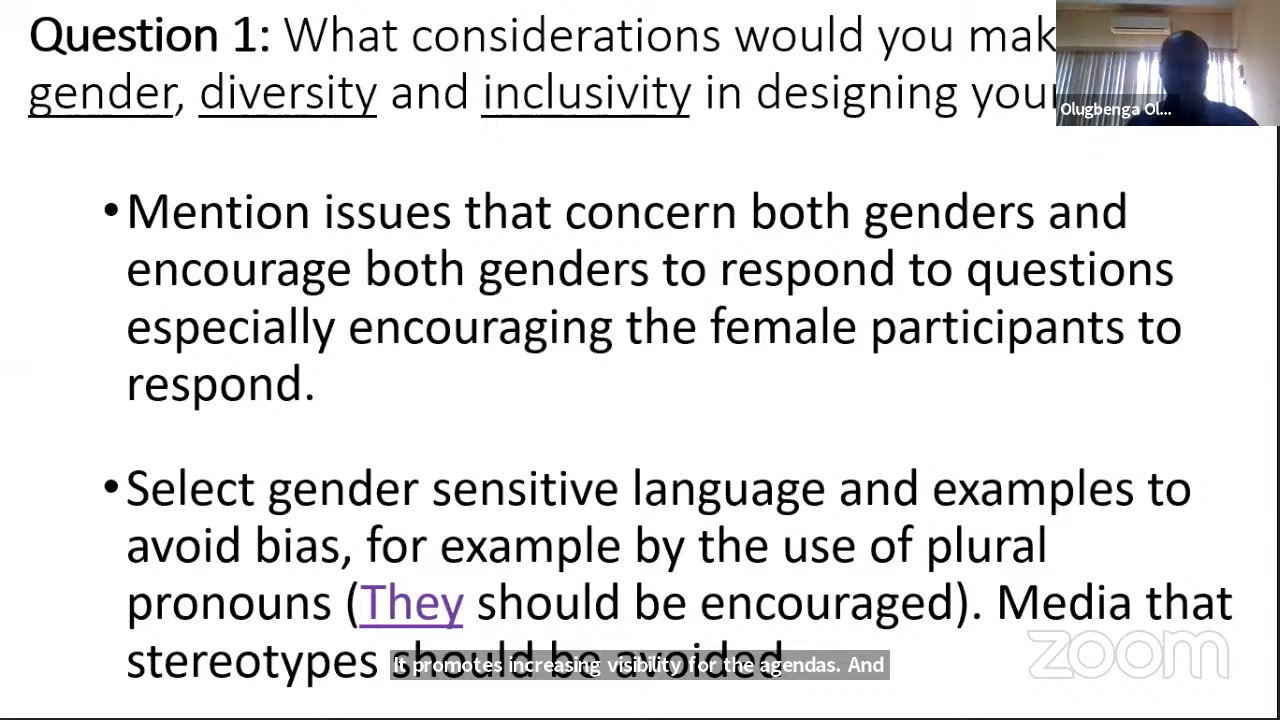 Question 1: What considerations would you mak
gender, diversity and inclusivity in designing your
Olugbenga Ol...
•Mention issues that concern both genders and
encourage both genders to respond to questions
especially encouraging the female participants to
respond.
•Select gender sensitive language and examples to
avoid bias, for example by the use of plural
pronouns (They should be encouraged). Media that
stereotypes should be avoided
It promotes increasing visibility for the agendas. And
zoom